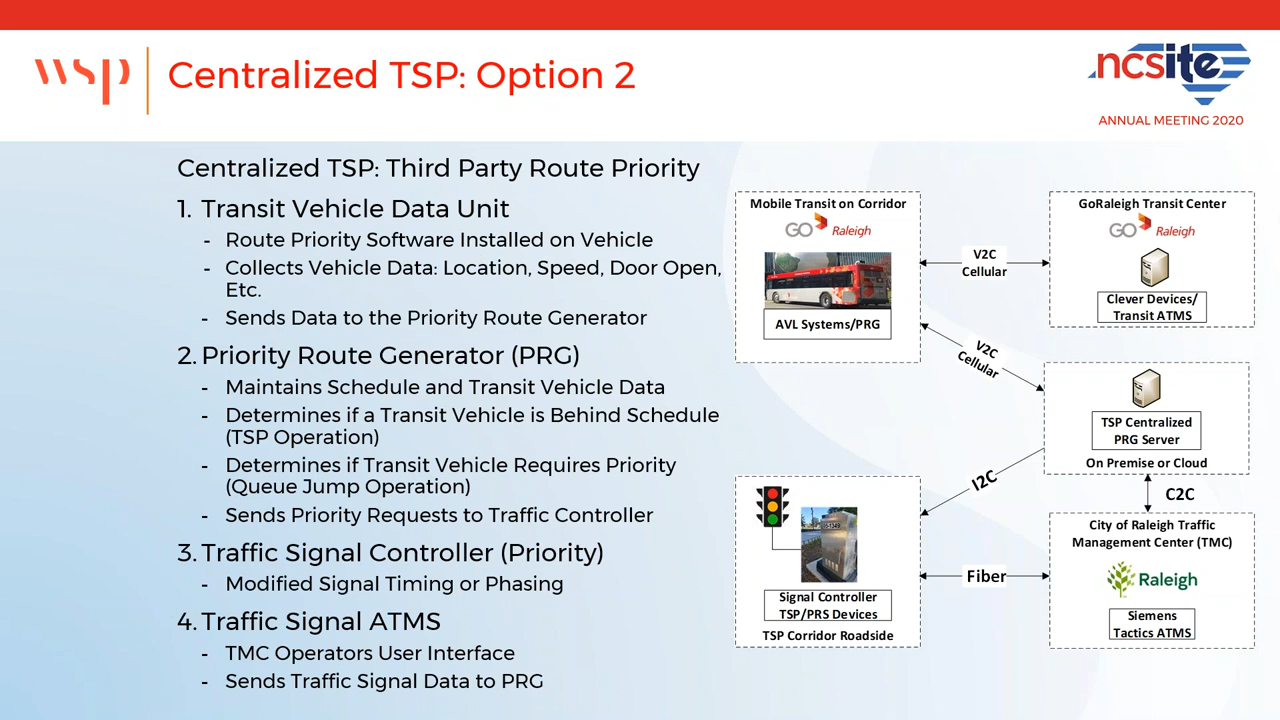 wsp
Centralized TSP: Option 2
ncsite
ANNUAL MEETING 2020
Centralized TSP: Third Party Route Priority
1. Transit Vehicle Data Unit
- Route Priority Software Installed on Vehicle
- Collects Vehicle Data: Location, Speed, Door Open,
Etc.
- Sends Data to the Priority Route Generator
2. Priority Route Generator (PRG)
- Maintains Schedule and Transit Vehicle Data
- Determines if a Transit Vehicle is Behind Schedule
(TSP Operation)
- Determines if Transit Vehicle Requires Priority
(Queue Jump Operation)
- Sends Priority Requests to Traffic Controller
3. Traffic Signal Controller (Priority)
- Modified Signal Timing or Phasing
4. Traffic Signal ATMS
- TMC Operators User Interface
- Sends Traffic Signal Data to PRG
Mobile Transit on Corridor
GO Raleigh
AVL Systems/PRG
V2C
Cellular
GoRaleigh Transit Center
GO Raleigh
Clever Devices/
Transit ATMS
V2C
Cellular
TSP Centralized
PRG Server
On Premise or Cloud
I2C
C2C
Signal Controller
TSP/PRS Devices
TSP Corridor Roadside
Fiber
City of Raleigh Traffic
Management Center (TMC)
Raleigh
Siemens
Tactics ATMS